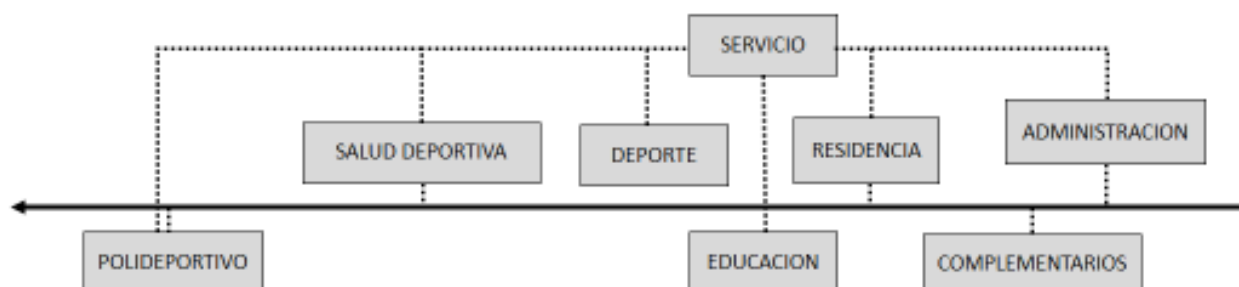 SERVICIO
SALUD DEPORTIVA
DEPORTE
RESIDENCIA
ADMINISTRACION
POLIDEPORTIVO
EDUCACION
COMPLEMENTARIOS